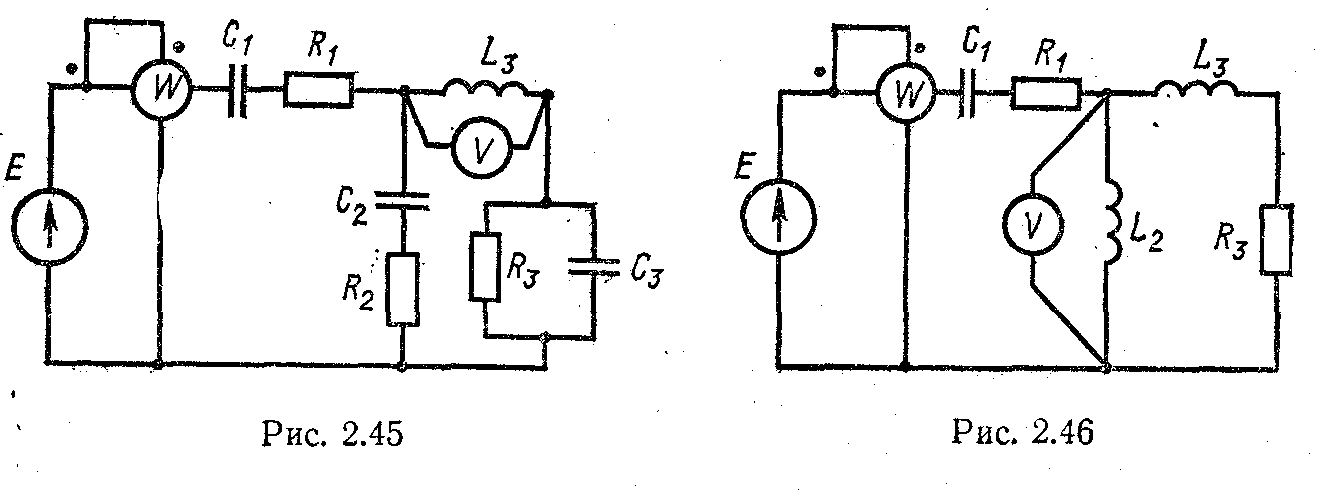 C1 R1 L3
W
V
E
C2
R2
R3 C3
Рис. 2.45
C1 R1 L3
W
E
V
L2
R3
Рис. 2.46